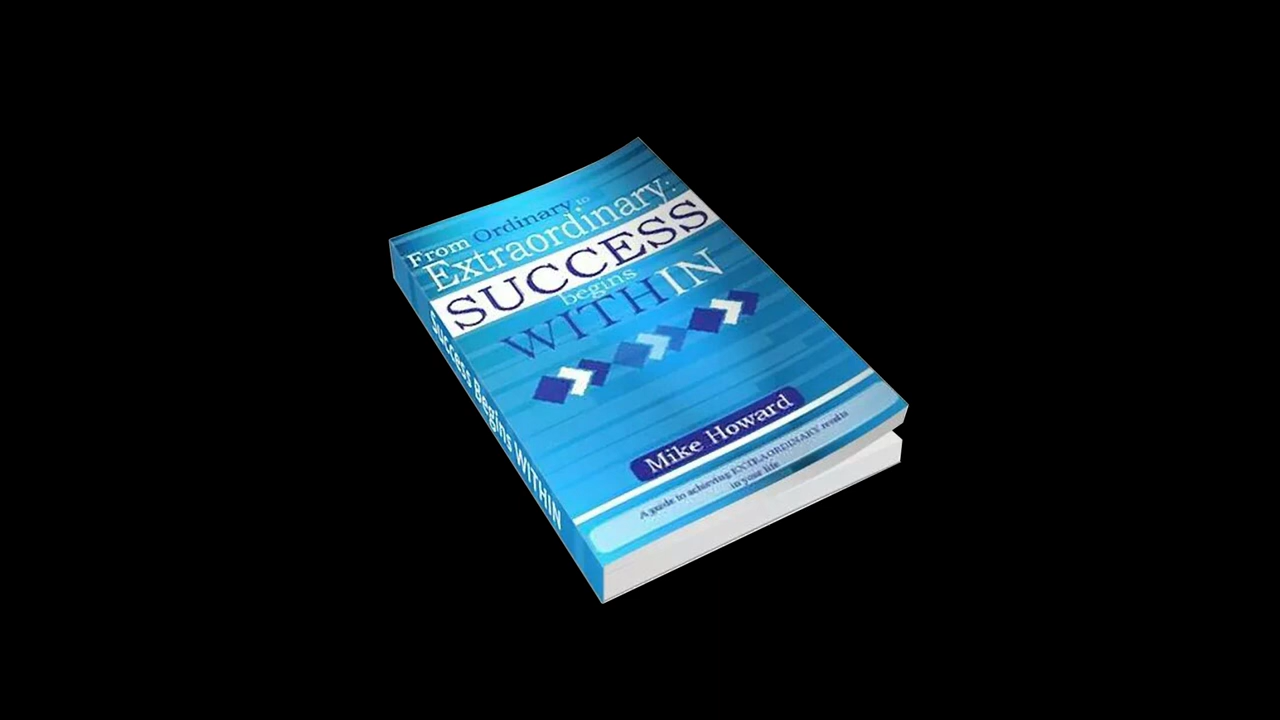 From Ordinary to
Extraordinary:
SUCCESS
begins
WITHIN
Mike Howard
A guide to achieving EXTRAORDINARY results
in your life
Success Begins WITHIN